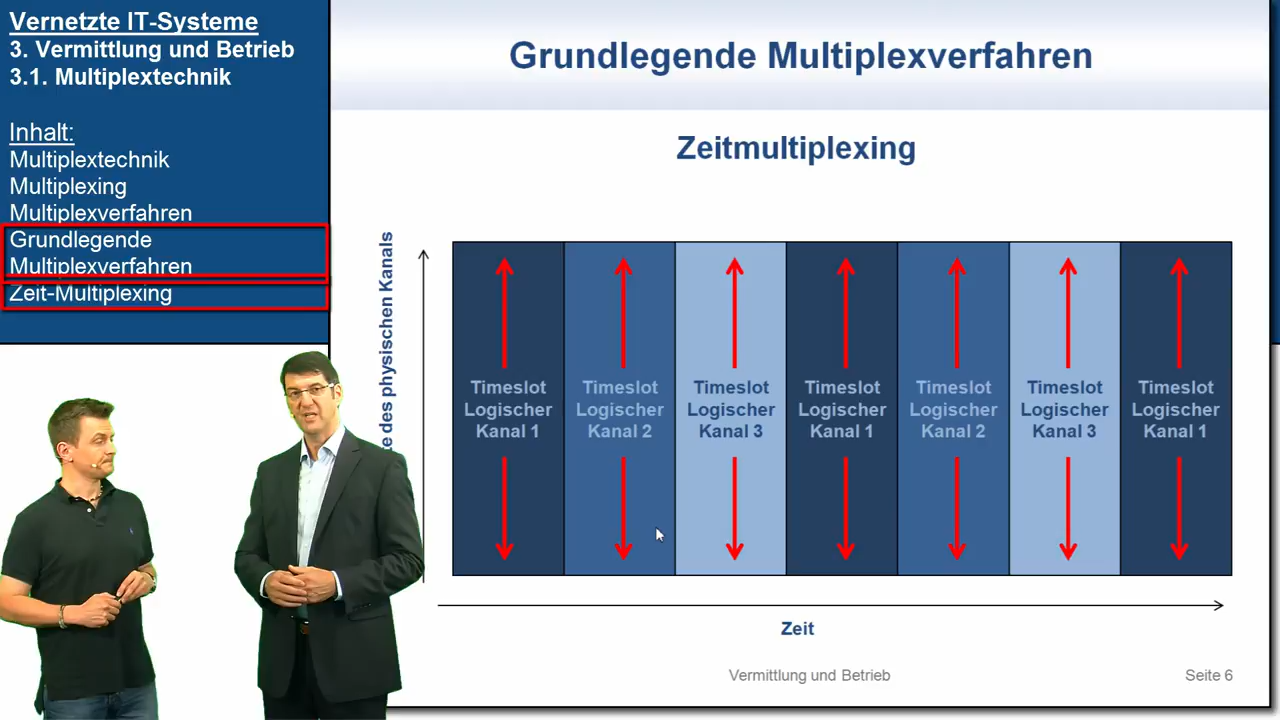 Vernetzte IT-Systeme
3. Vermittlung und Betrieb
3.1. Multiplextechnik
Inhalt:
Multiplextechnik
Multiplexing
Multiplexverfahren
Grundlegende
Multiplexverfahren
Zeit-Multiplexing
Grundlegende Multiplexverfahren
Zeitmultiplexing
des physischen Kanals
Timeslot
Logischer
Kanal 1
Timeslot
Logischer
Kanal 2
Timeslot
Logischer
Kanal 3
Timeslot
Logischer
Kanal 1
Timeslot
Logischer
Kanal 2
Timeslot
Logischer
Kanal 3
Timeslot
Logischer
Kanal 1
Zeit
Vermittlung und Betrieb
Seite 6